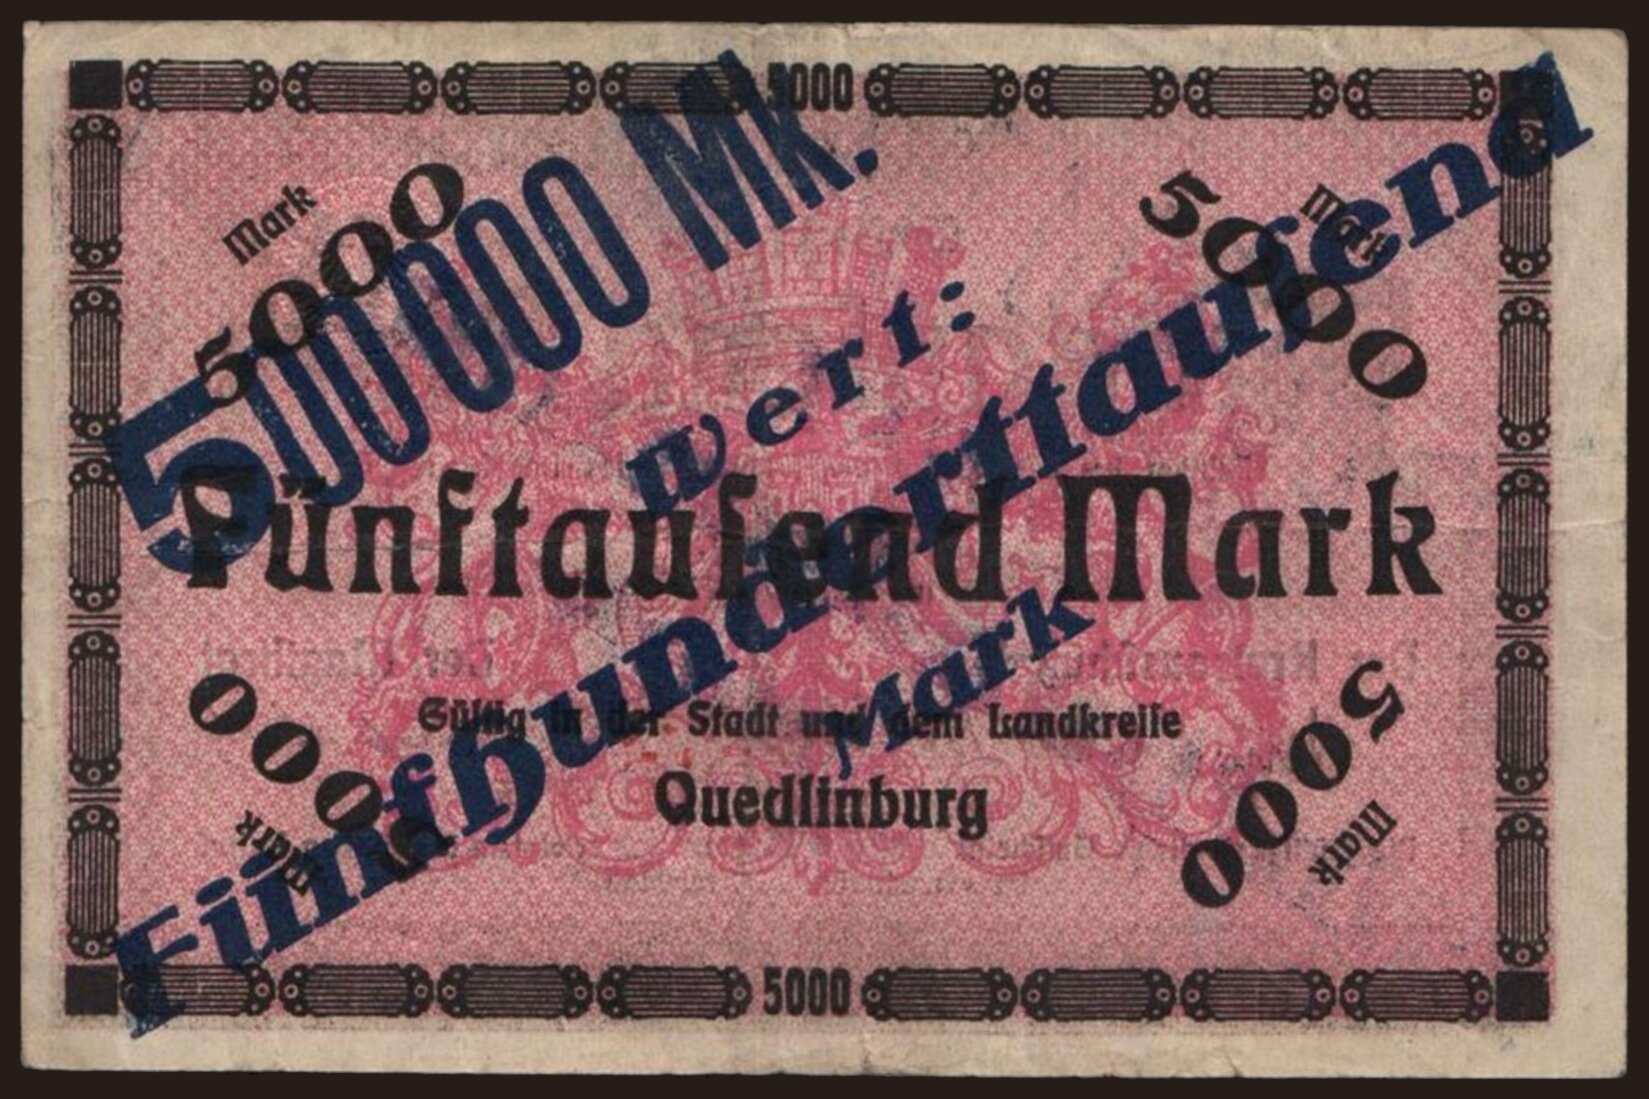 5000
Mark
5000
500000 Mk.
5000
Mark
wert:
Fünfhunderttausend
Mark
Fünftausend Mark
Gültig in der Stadt und dem Landkreise
Quedlinburg
5000
Mark
5000
Mark
5000